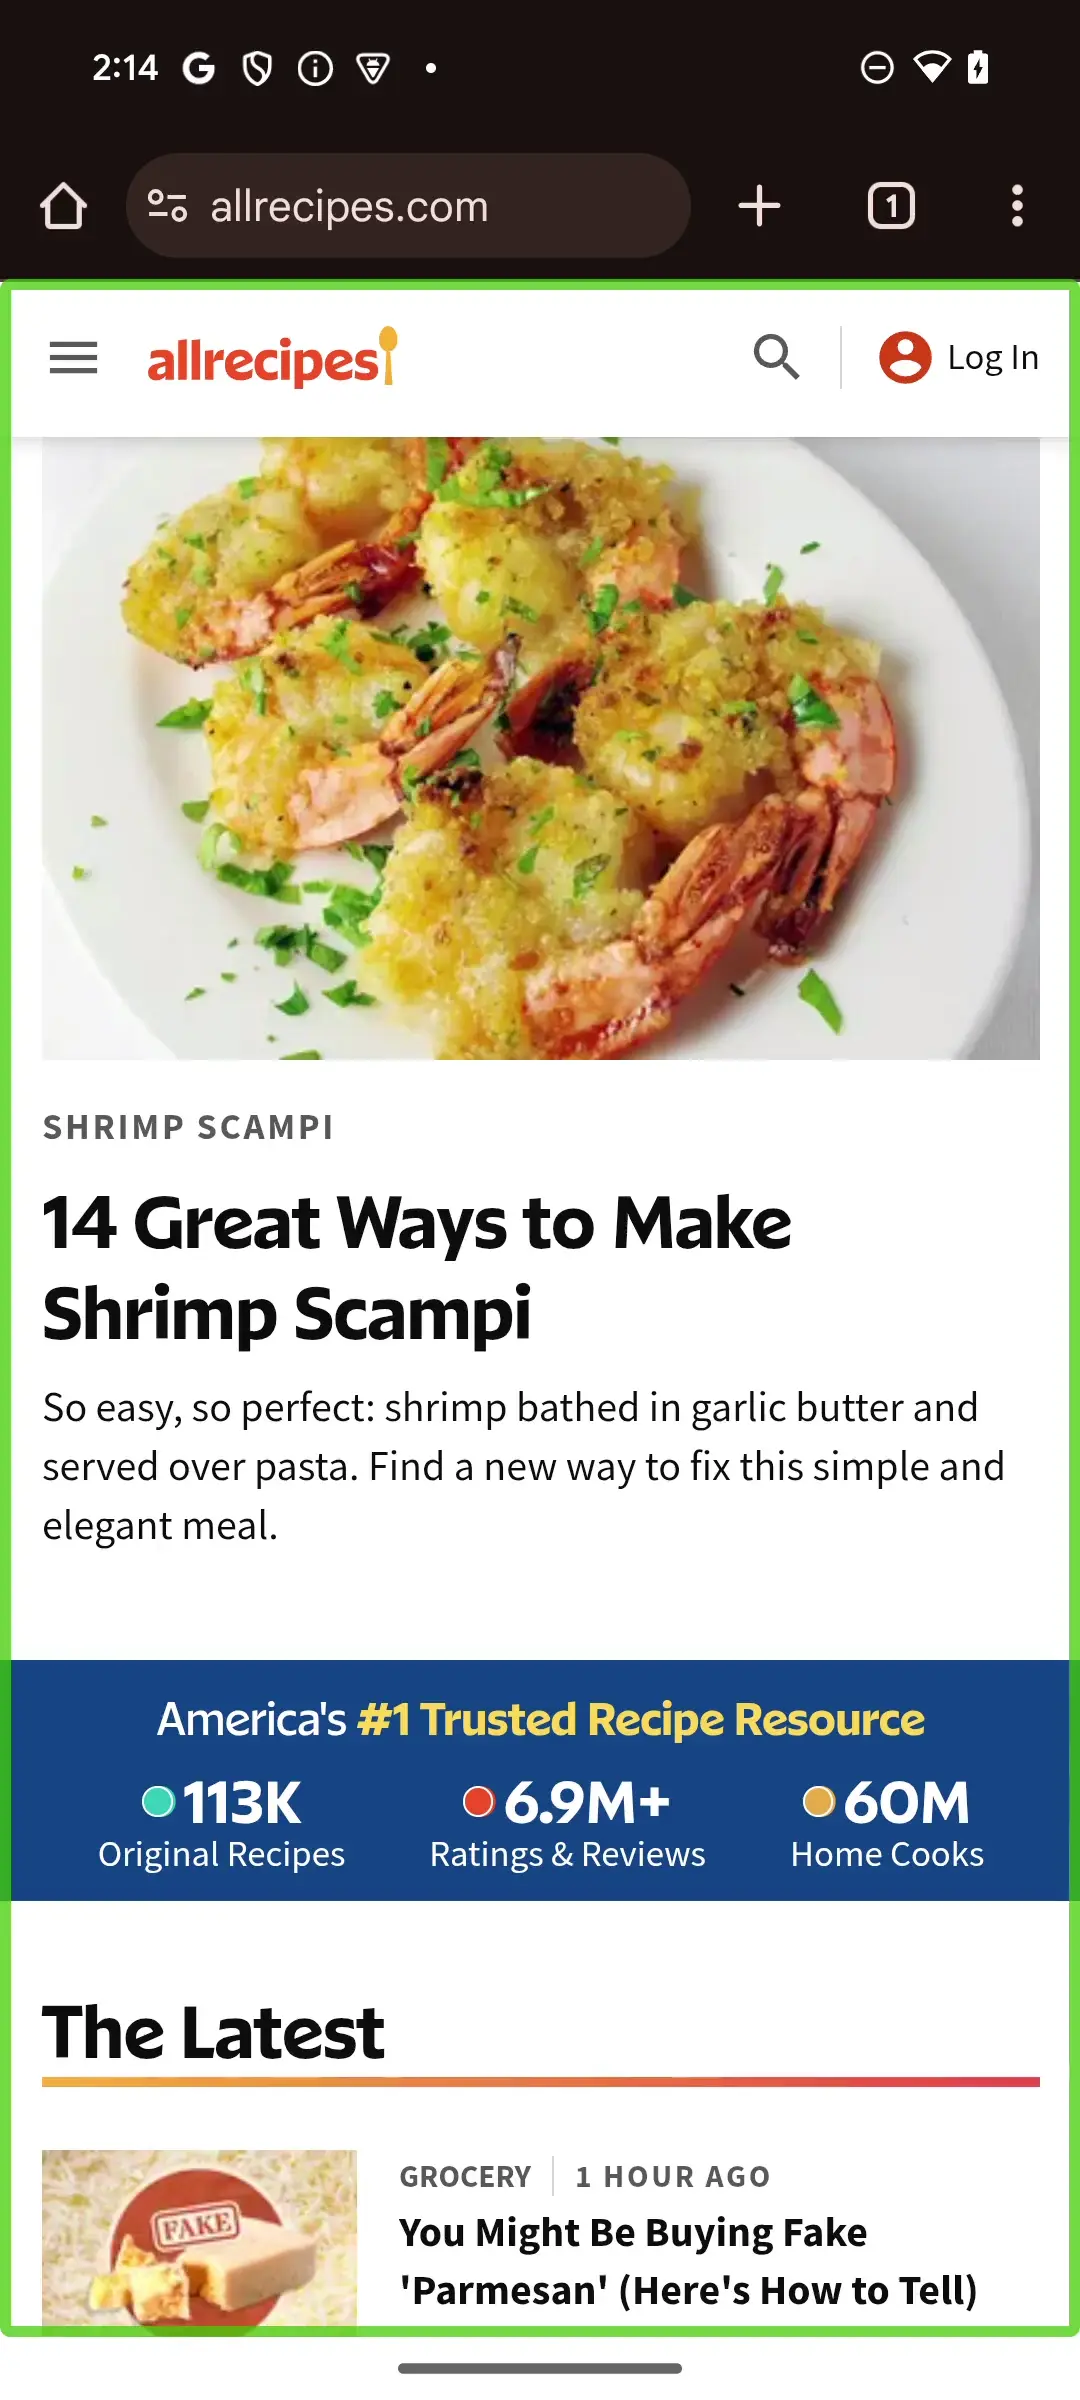 2:14
allrecipes.com
1
allrecipes
Log In
SHRIMP SCAMPI
14 Great Ways to Make
Shrimp Scampi
So easy, so perfect: shrimp bathed in garlic butter and
served over pasta. Find a new way to fix this simple and
elegant meal.
America's #1 Trusted Recipe Resource
113K
Original Recipes
6.9M+
Ratings & Reviews
60M
Home Cooks
The Latest
FAKE
GROCERY
1 HOUR AGO
You Might Be Buying Fake
'Parmesan' (Here's How to Tell)